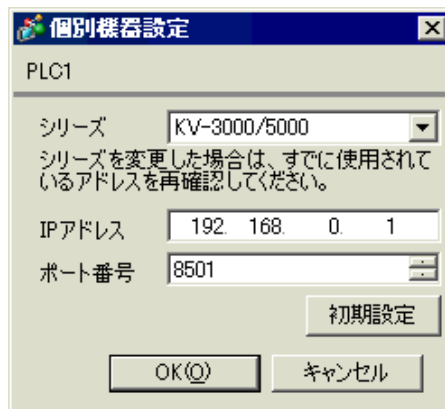 個別機器設定
PLC1
シリーズ KV-3000/5000
シリーズを変更した場合は、すでに使用されて
いるアドレスを再確認してください。
IPアドレス 192. 168. 0. 1
ポート番号 8501
初期設定
OK(O) キャンセル